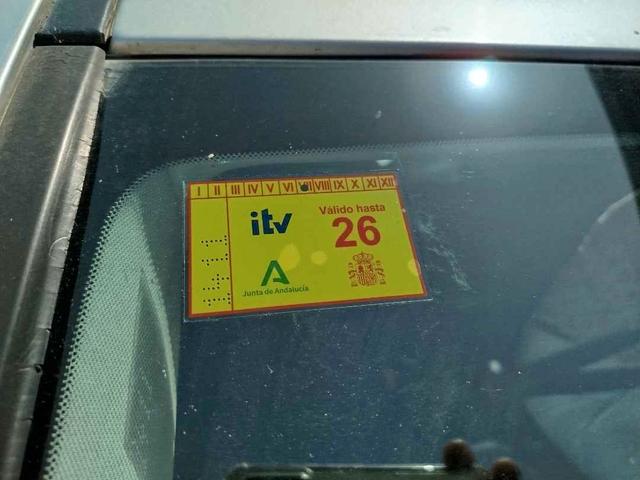 I II III IV V VI VII VIII IX X XI XII
itv
Válido hasta
26
Junta de Andalucía